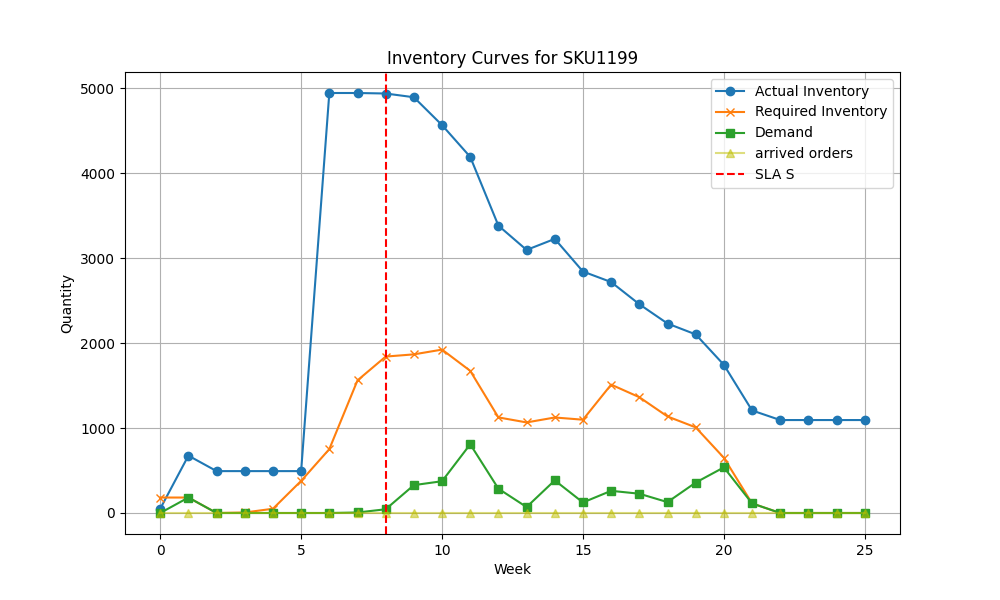 Inventory Curves for SKU1199
Actual Inventory
Required Inventory
Demand
arrived orders
SLA S
Quantity
5000
4000
3000
2000
1000
0
0 5 10 15 20 25
Week